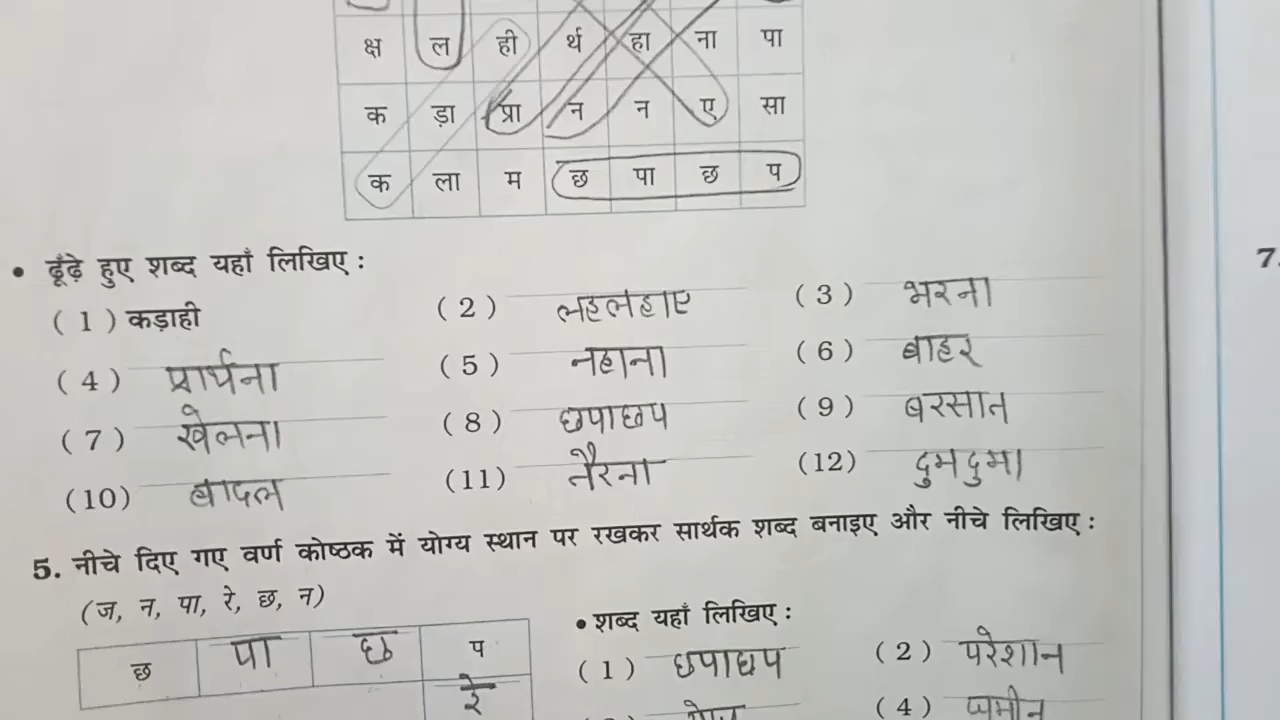 क्ष ल ही र्थ हा ना पा
क ड़ा प्रा न न ए सा
क ला म छ पा छ प
• ढूँढ़े हुए शब्द यहाँ लिखिए :
( 1 ) कड़ाही ( 2 ) लहलहाए ( 3 ) भरना
( 4 ) प्रार्थना ( 5 ) नहाना ( 6 ) बाहर
( 7 ) खेलना ( 8 ) छपाछप ( 9 ) बरसात
(10) बादल (11) तैरना (12) दुमदुमा
5. नीचे दिए गए वर्ण कोष्ठक में योग्य स्थान पर रखकर सार्थक शब्द बनाइए और नीचे लिखिए :
(ज, न, पा, रे, छ, न)
• शब्द यहाँ लिखिए :
छ पा छ प
( 1 ) छपाछप ( 2 ) परेशान
रे
( 4 ) जमीन
7.